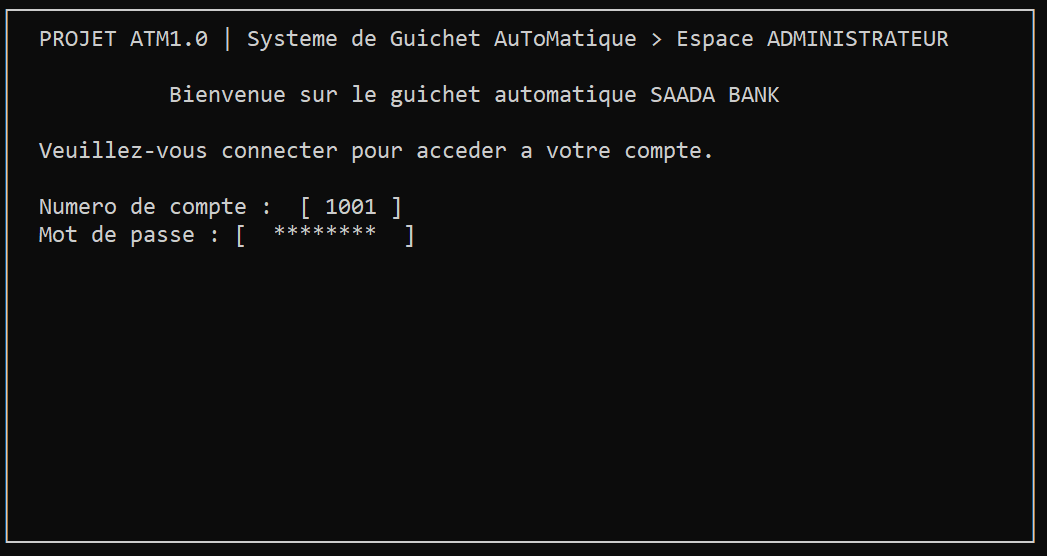 PROJET ATM1.0 | Systeme de Guichet AuToMatique > Espace ADMINISTRATEUR
Bienvenue sur le guichet automatique SAADA BANK
Veuillez-vous connecter pour acceder a votre compte.
Numero de compte :  [ 1001 ]
Mot de passe : [  ********  ]